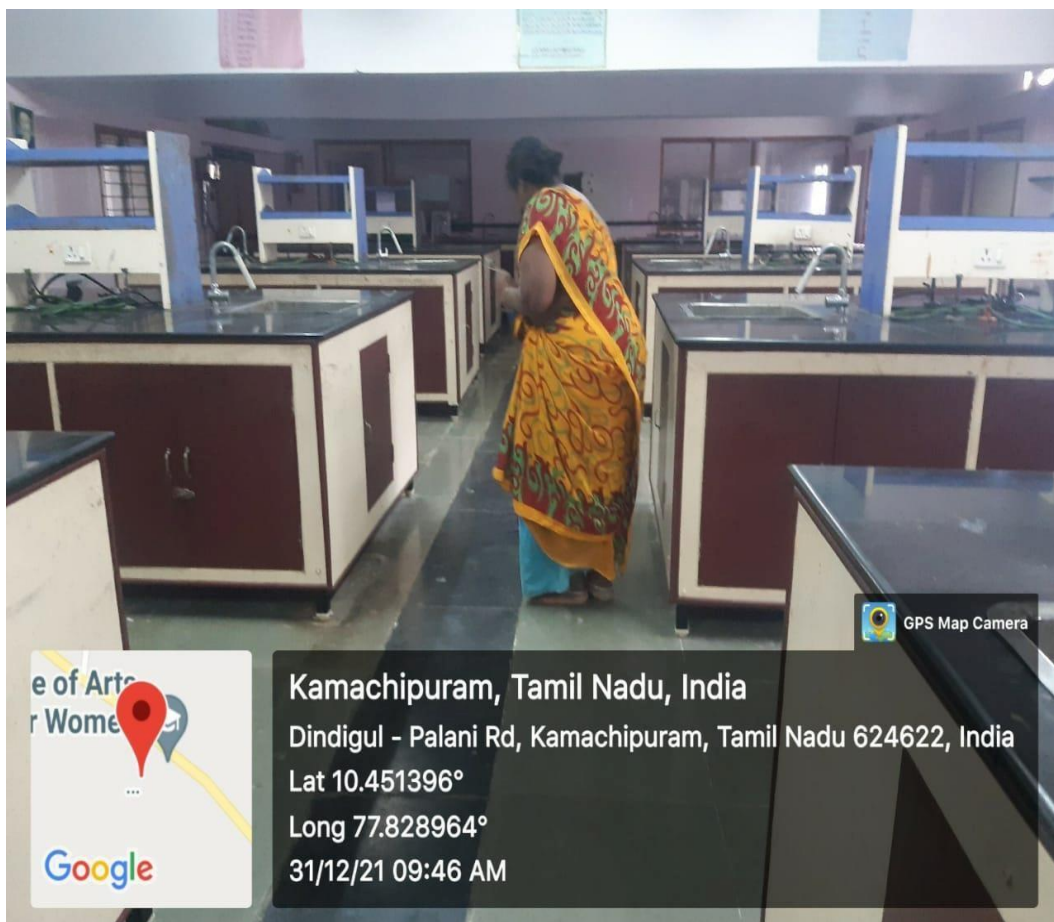 GPS Map Camera
e of Arts
r Wome
Google
Kamachipuram, Tamil Nadu, India
Dindigul - Palani Rd, Kamachipuram, Tamil Nadu 624622, India
Lat 10.451396°
Long 77.828964°
31/12/21 09:46 AM